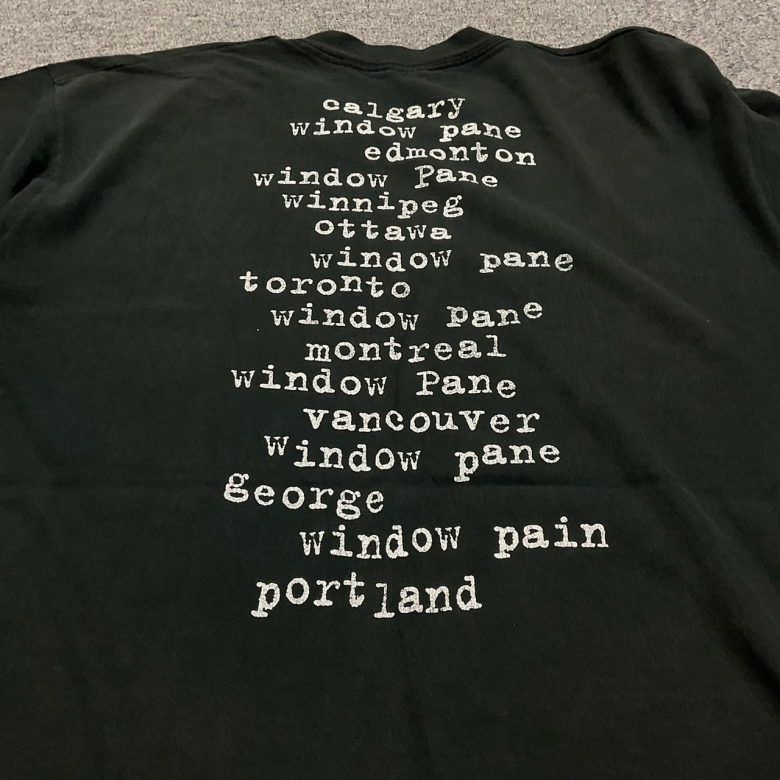 calgary
window pane
edmonton
window Pane
winnipeg
ottawa
window pane
toronto
window pane
montreal
window Pane
vancouver
window pane
george
window pain
portland